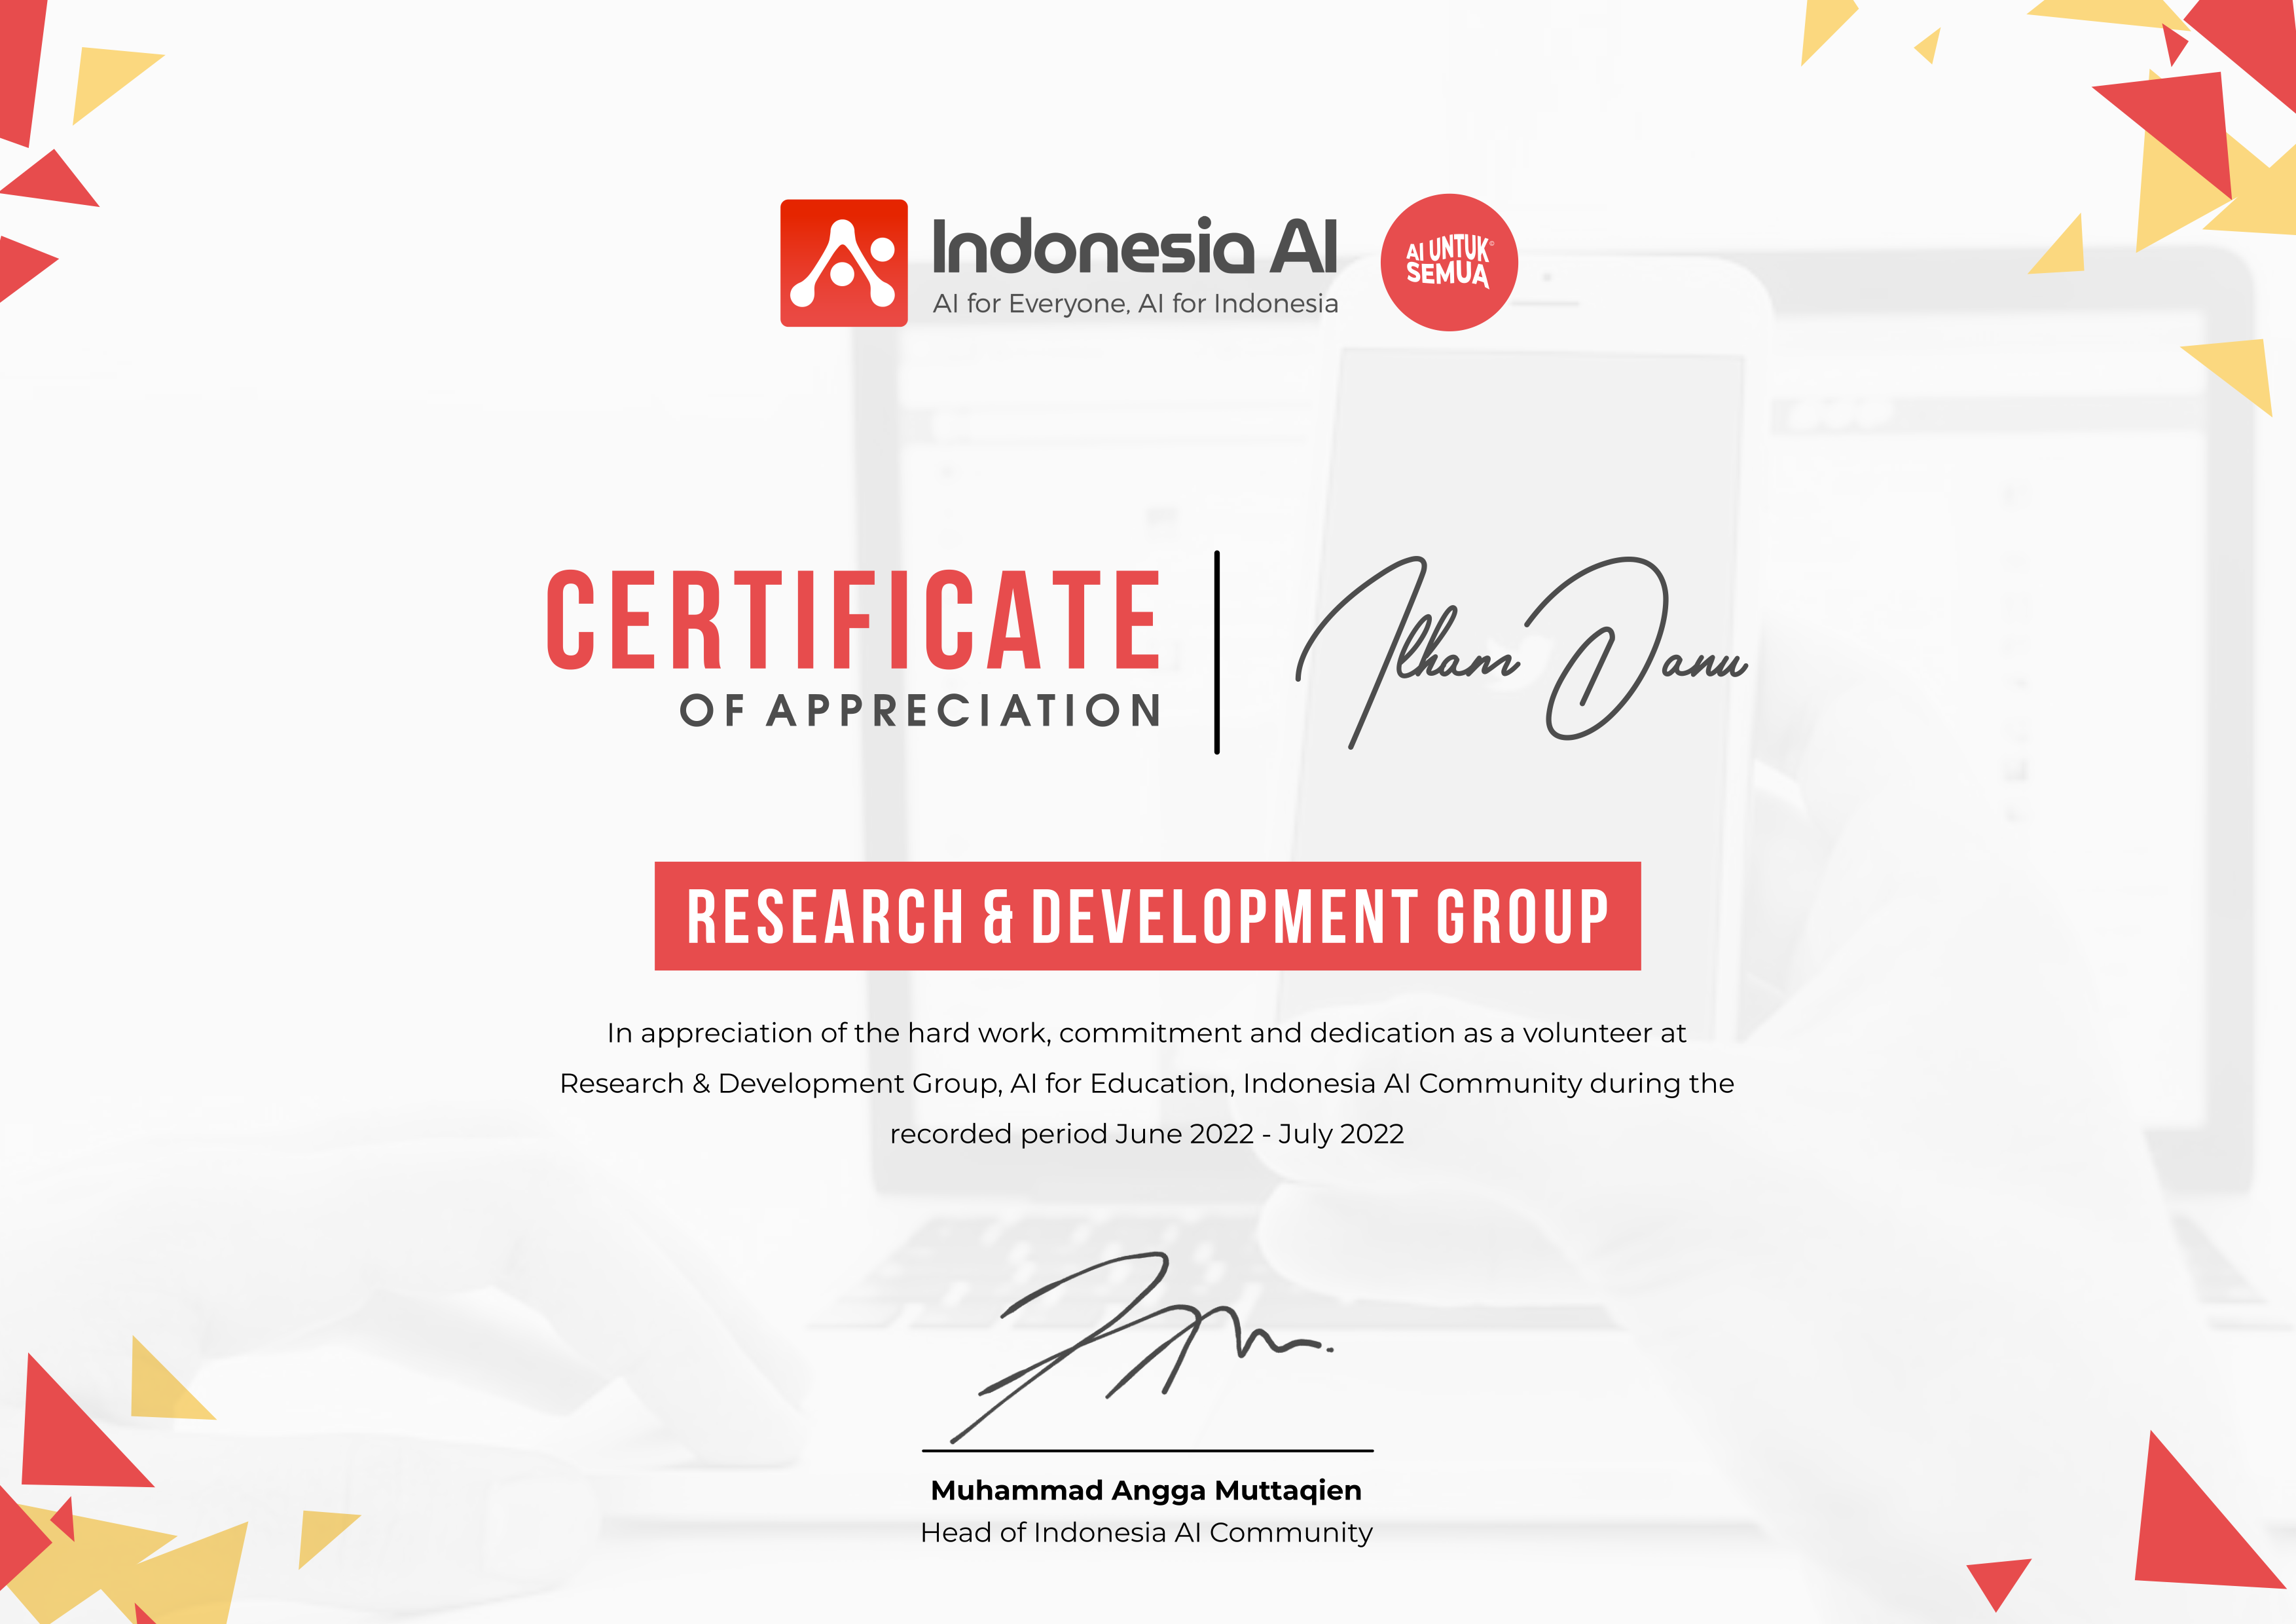 Indonesia AI
AI for Everyone, AI for Indonesia
AI UNTUK
SEMUA
CERTIFICATE
OF APPRECIATION
Ilham Danu
RESEARCH & DEVELOPMENT GROUP
In appreciation of the hard work, commitment and dedication as a volunteer at
Research & Development Group, AI for Education, Indonesia AI Community during the
recorded period June 2022 - July 2022
Muhammad Angga Muttaqien
Head of Indonesia AI Community